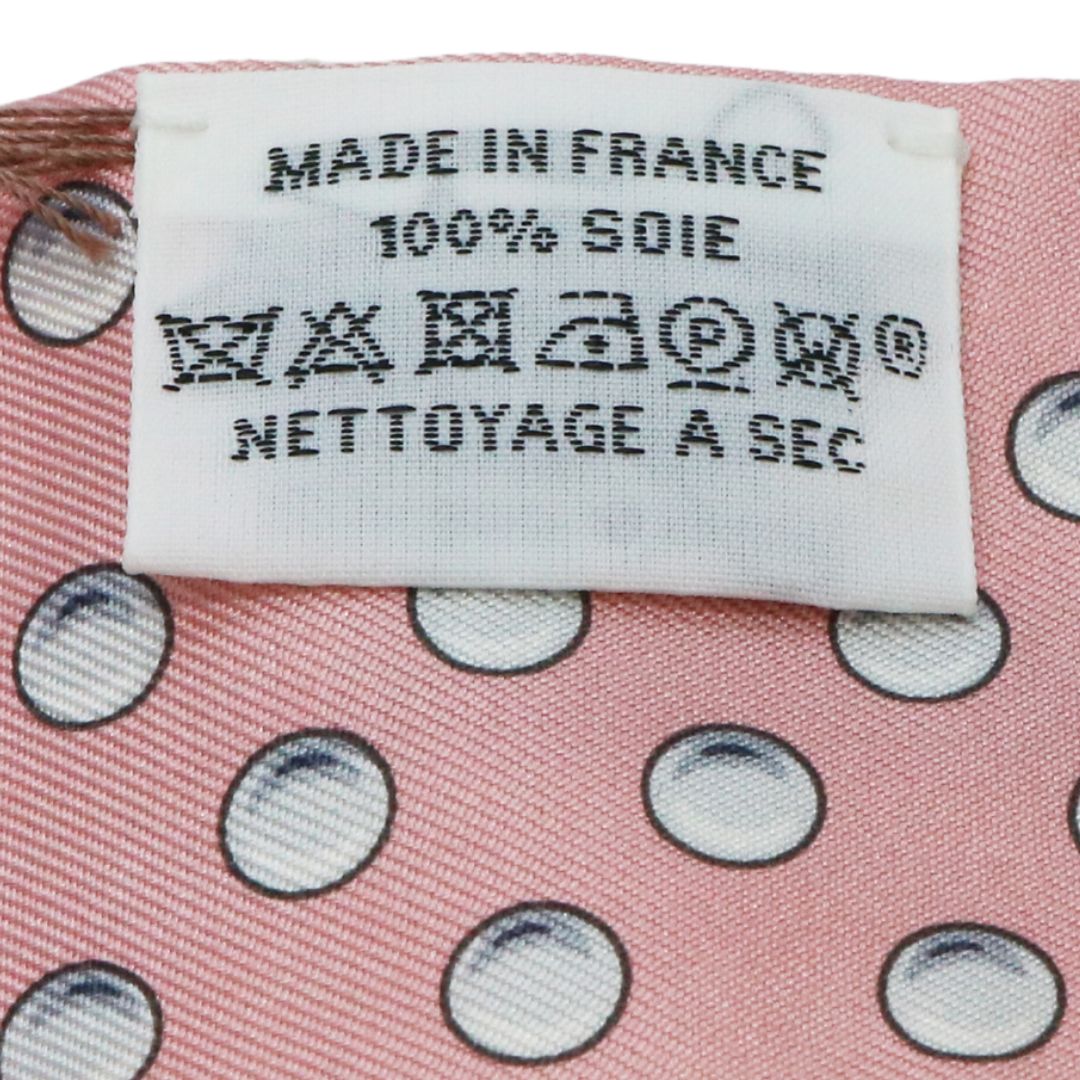 MADE IN FRANCE
100% SOIE
P ®
NETTOYAGE A SEC